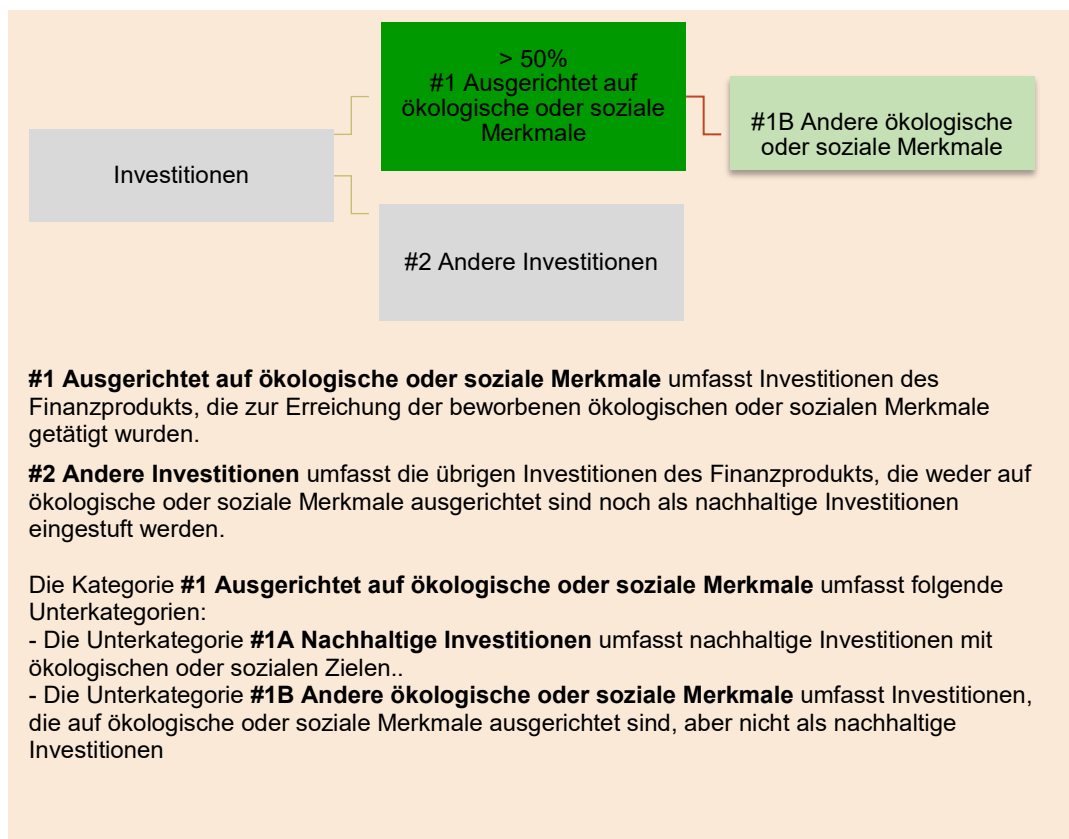 > 50%
#1 Ausgerichtet auf
ökologische oder soziale
Merkmale
#1B Andere ökologische
oder soziale Merkmale
Investitionen
#2 Andere Investitionen
#1 Ausgerichtet auf ökologische oder soziale Merkmale umfasst Investitionen des
Finanzprodukts, die zur Erreichung der beworbenen ökologischen oder sozialen Merkmale
getätigt wurden.
#2 Andere Investitionen umfasst die übrigen Investitionen des Finanzprodukts, die weder auf
ökologische oder soziale Merkmale ausgerichtet sind noch als nachhaltige Investitionen
eingestuft werden.
Die Kategorie #1 Ausgerichtet auf ökologische oder soziale Merkmale umfasst folgende
Unterkategorien:
- Die Unterkategorie #1A Nachhaltige Investitionen umfasst nachhaltige Investitionen mit
ökologischen oder sozialen Zielen..
- Die Unterkategorie #1B Andere ökologische oder soziale Merkmale umfasst Investitionen,
die auf ökologische oder soziale Merkmale ausgerichtet sind, aber nicht als nachhaltige
Investitionen